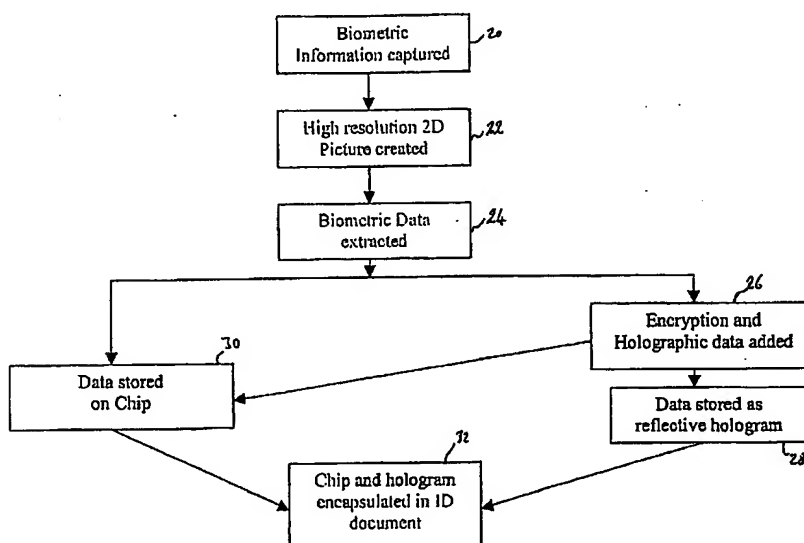 Biometric
Information captured
20
High resolution 2D
Picture created
22
Biometric Data
extracted
24
26
Encryption and
Holographic data added
30
Data stored
on Chip
Data stored as
reflective hologram
28
32
Chip and hologram
encapsulated in ID
document